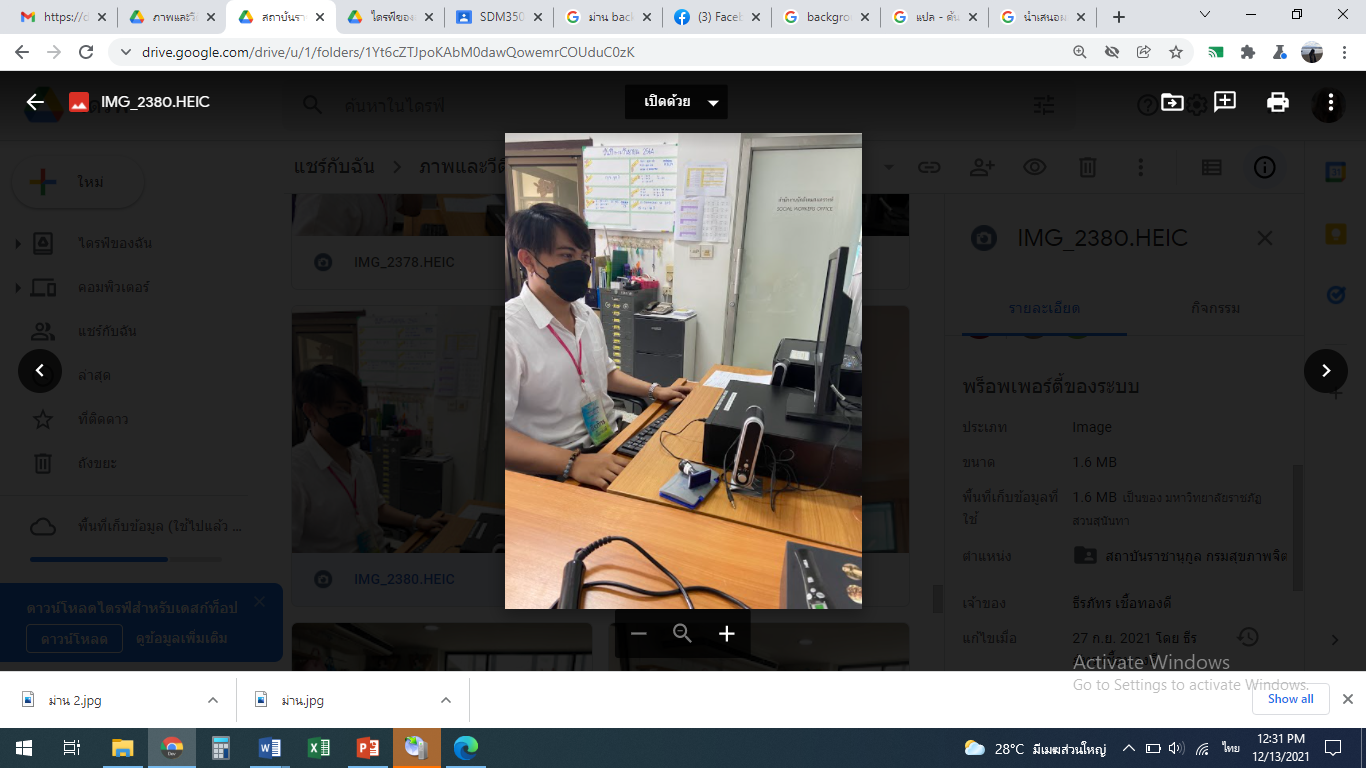 https://d
ภาพและวี
สถาบันรา
ไดรฟ์ของ
SDM350
ม่าน back
(3) Faceb
backgrou
แปล - ค้น
นำเสนอผ
drive.google.com/drive/u/1/folders/1Yt6cZTJpoKAbM0dawQowemrCOUduC0zK
IMG_2380.HEIC
ค้นหาในไดรฟ์
เปิดด้วย
ใหม่
แชร์กับฉัน
ภาพและวีดิ
ไดรฟ์ของฉัน
คอมพิวเตอร์
แชร์กับฉัน
ล่าสุด
ที่ติดดาว
ถังขยะ
พื้นที่เก็บข้อมูล (ใช้ไปแล้ว ...
ดาวน์โหลดไดรฟ์สำหรับเดสก์ท็อป
ดาวน์โหลด
ดูข้อมูลเพิ่มเติม
IMG_2378.HEIC
IMG_2380.HEIC
SOCIAL WORKERS OFFICE
IMG_2380.HEIC
รายละเอียด
กิจกรรม
พร็อพเพอร์ตี้ของระบบ
ประเภท Image
ขนาด 1.6 MB
พื้นที่เก็บข้อมูลที่ 1.6 MB เป็นของ มหาวิทยาลัยราชภัฏ
ใช้ สวนสุนันทา
ตำแหน่ง สถาบันราชานุกูล กรมสุขภาพจิต
เจ้าของ ธีรภัทร เชื้อทองดี
แก้ไขเมื่อ 27 ก.ย. 2021 โดย ธีร
Activate Windows
Go to Settings to activate Windows.
ม่าน 2.jpg
ม่าน.jpg
Show all
28°C มีเมฆส่วนใหญ่
ไทย
12:31 PM
12/13/2021